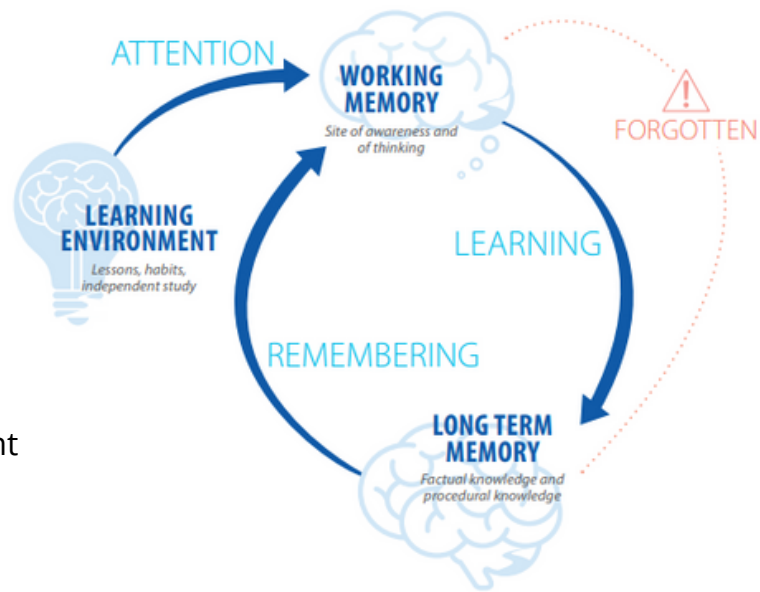 ATTENTION
WORKING
MEMORY
Site of awareness and
of thinking
FORGOTTEN
LEARNING
ENVIRONMENT
Lessons, habits,
independent study
LEARNING
REMEMBERING
LONG TERM
MEMORY
Factual knowledge and
procedural knowledge
nt